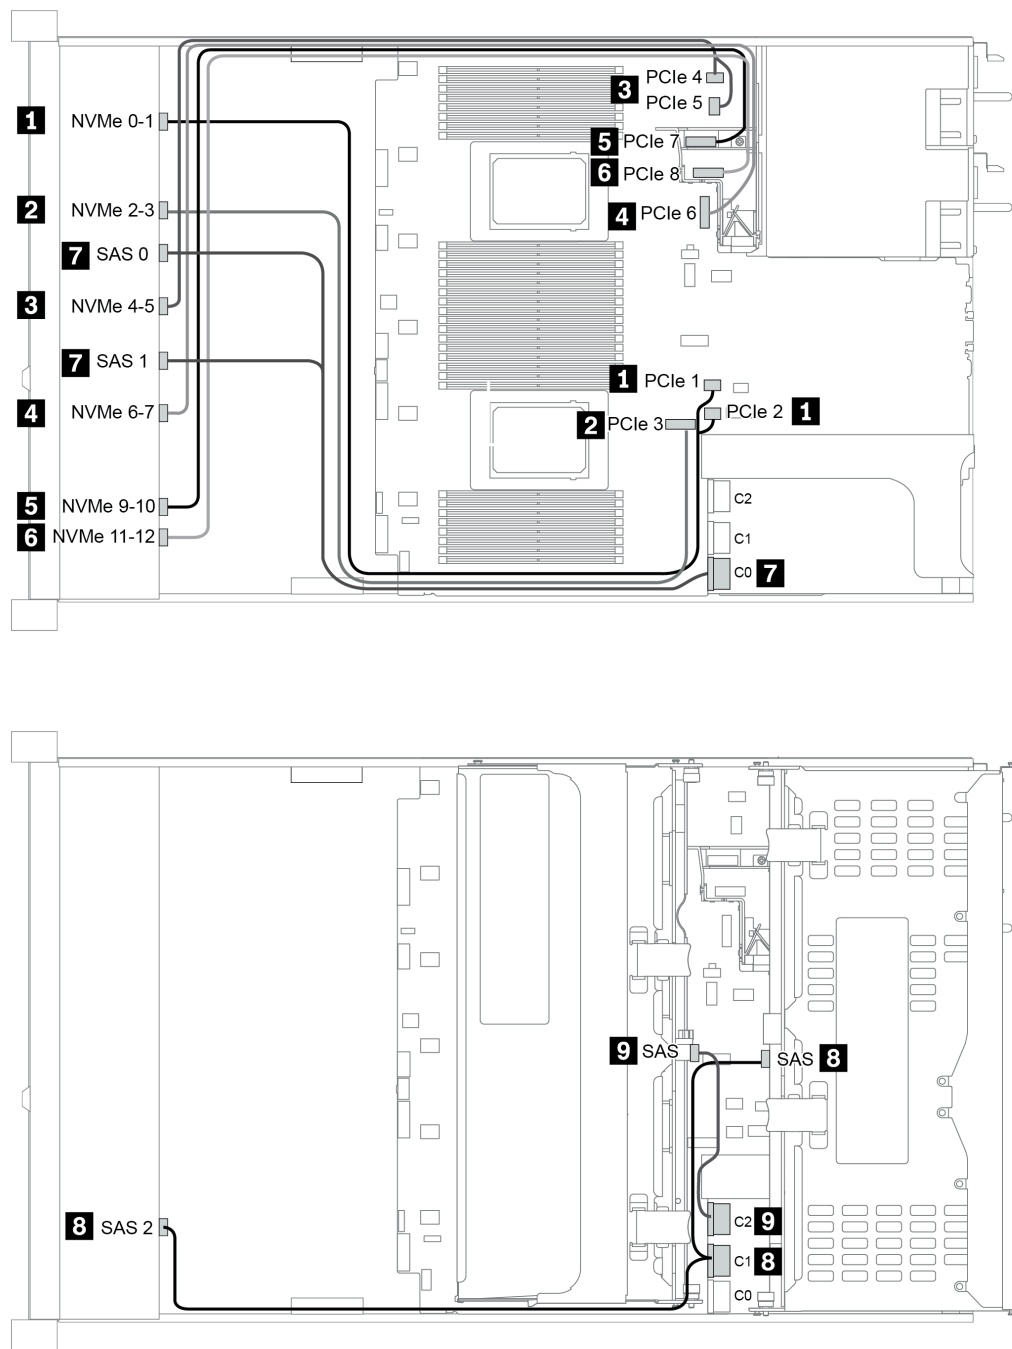 3 PCIe 4
PCIe 5
1 NVMe 0-1
5 PCIe 7
6 PCIe 8
2 NVMe 2-3
4 PCIe 6
7 SAS 0
3 NVMe 4-5
7 SAS 1
1 PCIe 1
4 NVMe 6-7
PCIe 2 1
2 PCIe 3
C2
5 NVMe 9-10
6 NVMe 11-12
C1
C0 7
9 SAS
SAS 8
8 SAS 2
C2 9
C1 8
C0